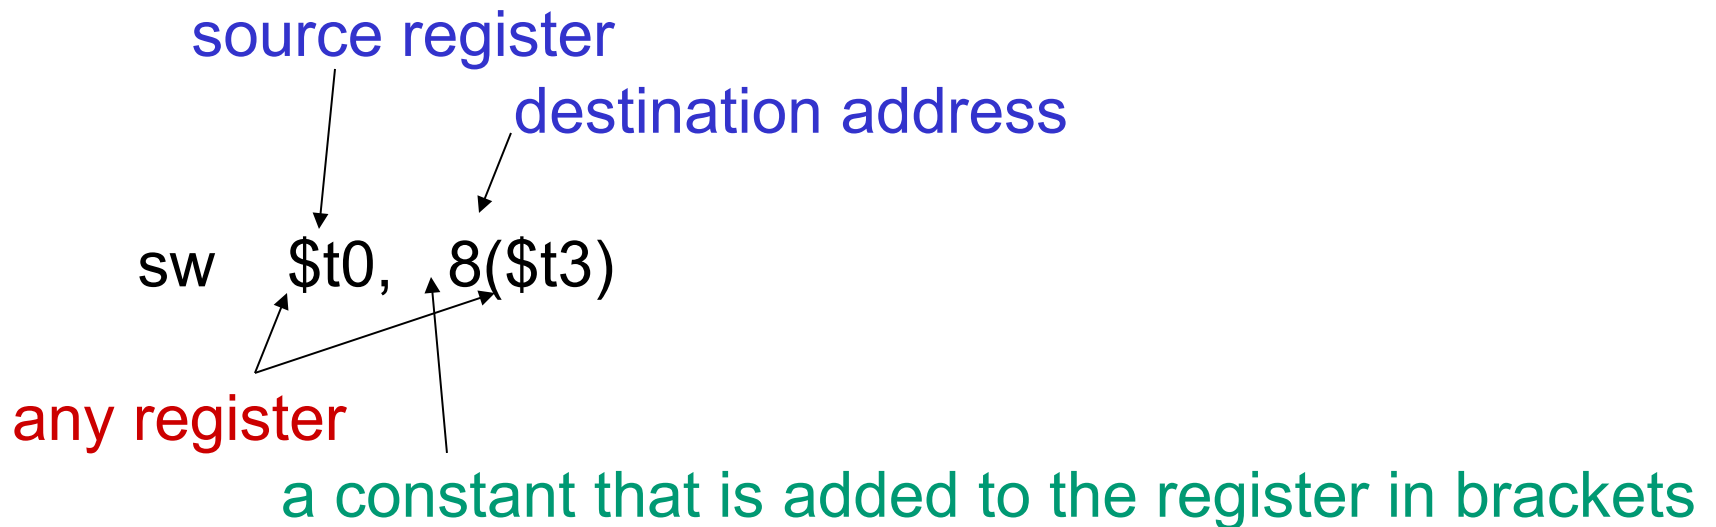 source register
destination address
sw $t0, 8($t3)
any register
a constant that is added to the register in brackets